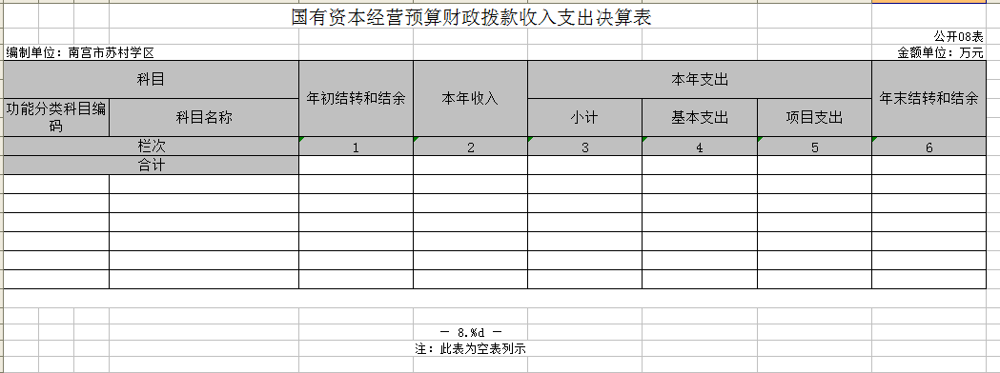 国有资本经营预算财政拨款收入支出决算表
公开08表
编制单位：南宫市苏村学区 金额单位：万元
科目 年初结转和结余 本年收入 本年支出 年末结转和结余
功能分类科目编码 科目名称 小计 基本支出 项目支出
栏次 1 2 3 4 5 6
合计
— 8.%d —
注：此表为空表列示